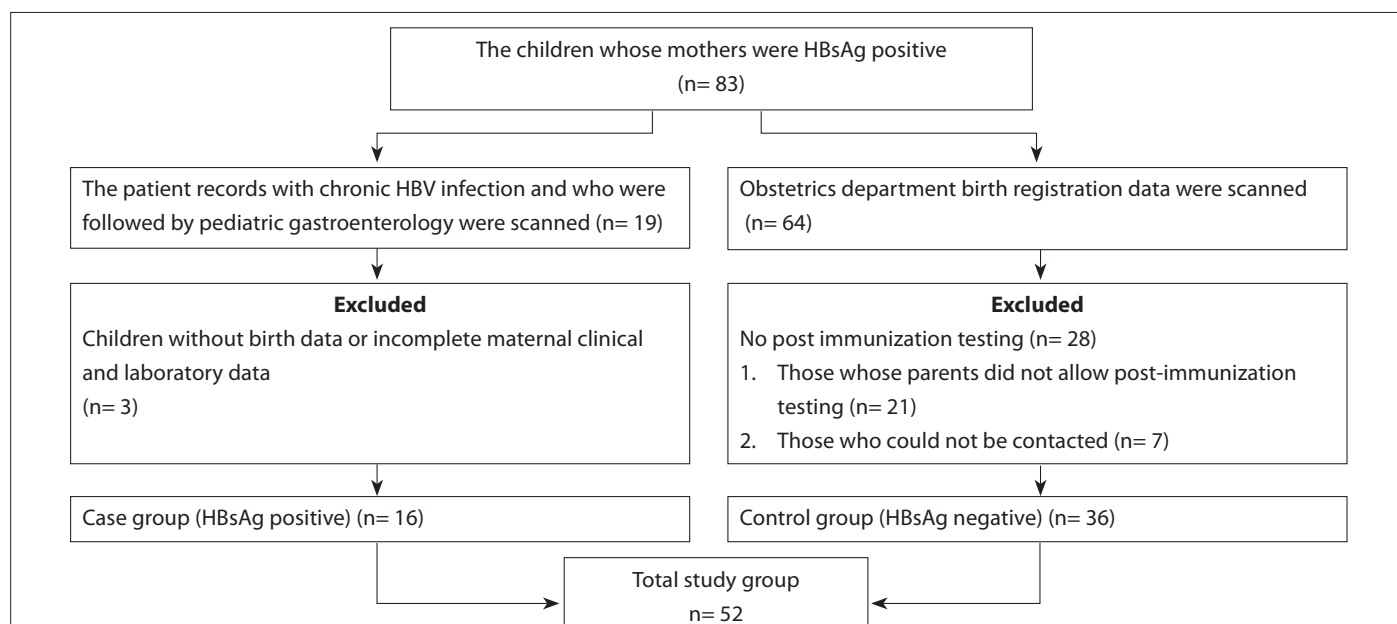 The children whose mothers were HBsAg positive
(n= 83)
The patient records with chronic HBV infection and who were
followed by pediatric gastroenterology were scanned (n= 19)
Obstetrics department birth registration data were scanned
(n= 64)
Excluded
Children without birth data or incomplete maternal clinical
and laboratory data
(n= 3)
Excluded
No post immunization testing (n= 28)
1. Those whose parents did not allow post-immunization
testing (n= 21)
2. Those who could not be contacted (n= 7)
Case group (HBsAg positive) (n= 16)
Control group (HBsAg negative) (n= 36)
Total study group
n= 52